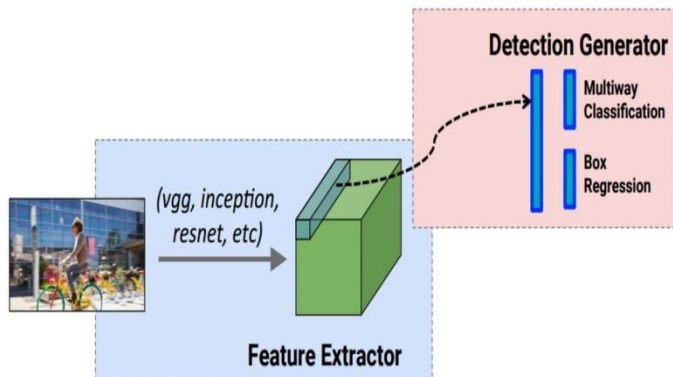 Detection Generator
Multiway
Classification
Box
Regression
(vgg, inception,
resnet, etc)
Feature Extractor